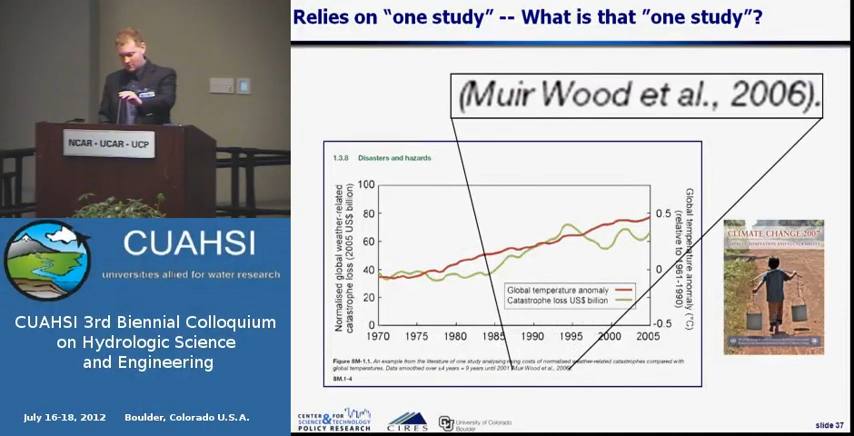 Relies on “one study” -- What is that ”one study”?
(Muir Wood et al., 2006).
1.3.8 Disasters and hazards
Normalised global weather-related
catastrophe loss (2005 US$ billion)
100
80
60
40
20
0
1970
1975
1980
1985
1990
1995
2000
2005
0.5
0
-0.5
Global temperature anomaly (°C)
(relative to 1961-1990)
Global temperature anomaly
Catastrophe loss US$ billion
Figure SM-1.1. An example from the literature of one study analysing rising costs of normalised weather-related catastrophes compared with
global temperatures. Data smoothed over ±4 years = 9 years until 2001 (Muir Wood et al., 2006).
SM.1-4
CLIMATE CHANGE 2007
NCAR • UCAR • UCP
CUAHSI
universities allied for water research
CUAHSI 3rd Biennial Colloquium
on Hydrologic Science
and Engineering
July 16-18, 2012 Boulder, Colorado U.S.A.
CENTER FOR
SCIENCE & TECHNOLOGY
POLICY RESEARCH
CIRES
University of Colorado
Boulder
slide 37